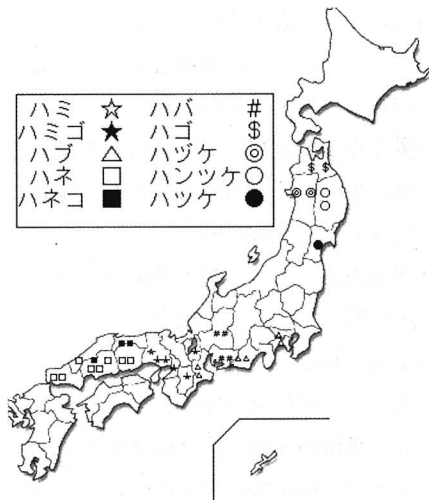 ハミ ☆ ハバ #
ハミゴ ★ ハゴ $
ハブ △ ハヅケ ◎
ハネ □ ハンツケ ○
ハネコ ■ ハツケ ●